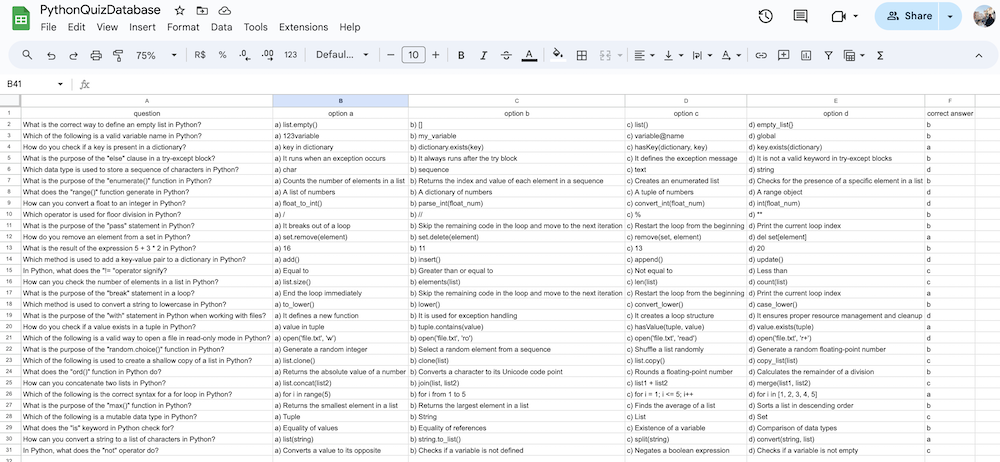 PythonQuizDatabase
File Edit View Insert Format Data Tools Extensions Help
Share
75% R$ % .0 .00 123 Defaul... 10 B I A
B41 fx
A B C D E F
1 question option a option b option c option d correct answer
2 What is the correct way to define an empty list in Python? a) list.empty() b) [] c) list() d) empty_list{} b
3 Which of the following is a valid variable name in Python? a) 123variable b) my_variable c) variable@name d) global b
4 How do you check if a key is present in a dictionary? a) key in dictionary b) dictionary.exists(key) c) hasKey(dictionary, key) d) key.exists(dictionary) a
5 What is the purpose of the "else" clause in a try-except block? a) It runs when an exception occurs b) It always runs after the try block c) It defines the exception message d) It is not a valid keyword in try-except blocks b
6 Which data type is used to store a sequence of characters in Python? a) char b) sequence c) text d) string d
7 What is the purpose of the "enumerate()" function in Python? a) Counts the number of elements in a list b) Returns the index and value of each element in a sequence c) Creates an enumerated list d) Checks for the presence of a specific element in a list b
8 What does the "range()" function generate in Python? a) A list of numbers b) A dictionary of numbers c) A tuple of numbers d) A range object d
9 How can you convert a float to an integer in Python? a) float_to_int() b) parse_int(float_num) c) convert_int(float_num) d) int(float_num) d
10 Which operator is used for floor division in Python? a) / b) // c) % d) ** b
11 What is the purpose of the "pass" statement in Python? a) It breaks out of a loop b) Skip the remaining code in the loop and move to the next iteration c) Restart the loop from the beginning d) Print the current loop index b
12 How do you remove an element from a set in Python? a) set.remove(element) b) set.delete(element) c) remove(set, element) d) del set[element] a
13 What is the result of the expression 5 + 3 * 2 in Python? a) 16 b) 11 c) 13 d) 20 b
14 Which method is used to add a key-value pair to a dictionary in Python? a) add() b) insert() c) append() d) update() d
15 In Python, what does the "!= "operator signify? a) Equal to b) Greater than or equal to c) Not equal to d) Less than c
16 How can you check the number of elements in a list in Python? a) list.size() b) elements(list) c) len(list) d) count(list) c
17 What is the purpose of the "break" statement in a loop? a) End the loop immediately b) Skip the remaining code in the loop and move to the next iteration c) Restart the loop from the beginning d) Print the current loop index a
18 Which method is used to convert a string to lowercase in Python? a) to_lower() b) lower() c) convert_lower() d) case_lower() b
19 What is the purpose of the "with" statement in Python when working with files? a) It defines a new function b) It is used for exception handling c) It creates a loop structure d) It ensures proper resource management and cleanup d
20 How do you check if a value exists in a tuple in Python? a) value in tuple b) tuple.contains(value) c) hasValue(tuple, value) d) value.exists(tuple) a
21 Which of the following is a valid way to open a file in read-only mode in Python? a) open('file.txt', 'w') b) open('file.txt', 'ro') c) open('file.txt', 'read') d) open('file.txt', 'r+') d
22 What is the purpose of the "random.choice()" function in Python? a) Generate a random integer b) Select a random element from a sequence c) Shuffle a list randomly d) Generate a random floating-point number b
23 Which of the following is used to create a shallow copy of a list in Python? a) list.clone() b) clone(list) c) list.copy() d) copy_list(list) c
24 What does the "ord()" function in Python do? a) Returns the absolute value of a number b) Converts a character to its Unicode code point c) Rounds a floating-point number d) Calculates the remainder of a division b
25 How can you concatenate two lists in Python? a) list.concat(list2) b) join(list, list2) c) list1 + list2 d) merge(list1, list2) c
26 Which of the following is the correct syntax for a for loop in Python? a) for i in range(5) b) for i from 1 to 5 c) for i = 1; i <= 5; i++ d) for i in [1, 2, 3, 4, 5] a
27 What is the purpose of the "max()" function in Python? a) Returns the smallest element in a list b) Returns the largest element in a list c) Finds the average of a list d) Sorts a list in descending order b
28 Which of the following is a mutable data type in Python? a) Tuple b) String c) List d) Set c
29 What does the "is" keyword in Python check for? a) Equality of values b) Equality of references c) Existence of a variable d) Comparison of data types b
30 How can you convert a string to a list of characters in Python? a) list(string) b) string.to_list() c) split(string) d) convert(string, list) a
31 In Python, what does the "not" operator do? a) Converts a value to its opposite b) Checks if a variable is not defined c) Negates a boolean expression d) Checks if a variable is not empty c